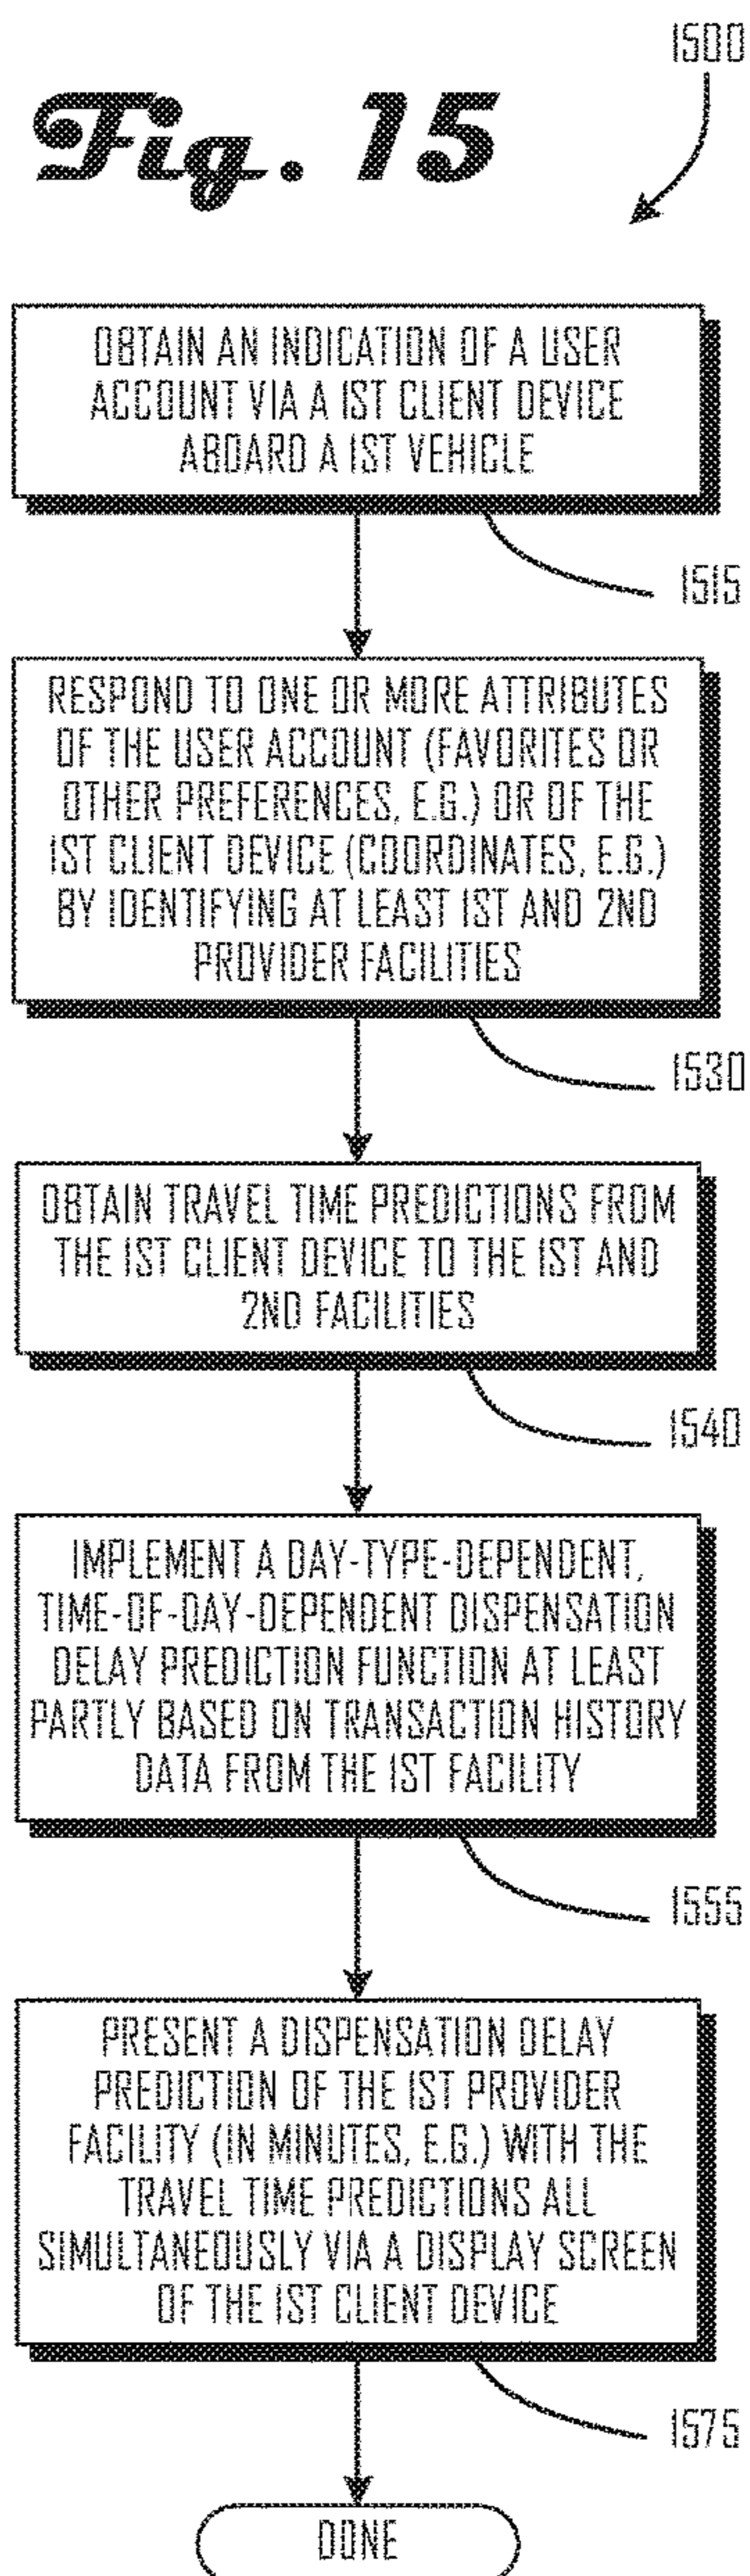 1500
Fig. 15
OBTAIN AN INDICATION OF A USER
ACCOUNT VIA A 1ST CLIENT DEVICE
ABOARD A 1ST VEHICLE
1515
RESPOND TO ONE OR MORE ATTRIBUTES
OF THE USER ACCOUNT (FAVORITES OR
OTHER PREFERENCES, E.G.) OR OF THE
1ST CLIENT DEVICE (COORDINATES, E.G.)
BY IDENTIFYING AT LEAST 1ST AND 2ND
PROVIDER FACILITIES
1530
OBTAIN TRAVEL TIME PREDICTIONS FROM
THE 1ST CLIENT DEVICE TO THE 1ST AND
2ND FACILITIES
1540
IMPLEMENT A DAY-TYPE-DEPENDENT,
TIME-OF-DAY-DEPENDENT DISPENSATION
DELAY PREDICTION FUNCTION AT LEAST
PARTLY BASED ON TRANSACTION HISTORY
DATA FROM THE 1ST FACILITY
1555
PRESENT A DISPENSATION DELAY
PREDICTION OF THE 1ST PROVIDER
FACILITY (IN MINUTES, E.G.) WITH THE
TRAVEL TIME PREDICTIONS ALL
SIMULTANEOUSLY VIA A DISPLAY SCREEN
OF THE 1ST CLIENT DEVICE
1575
DONE